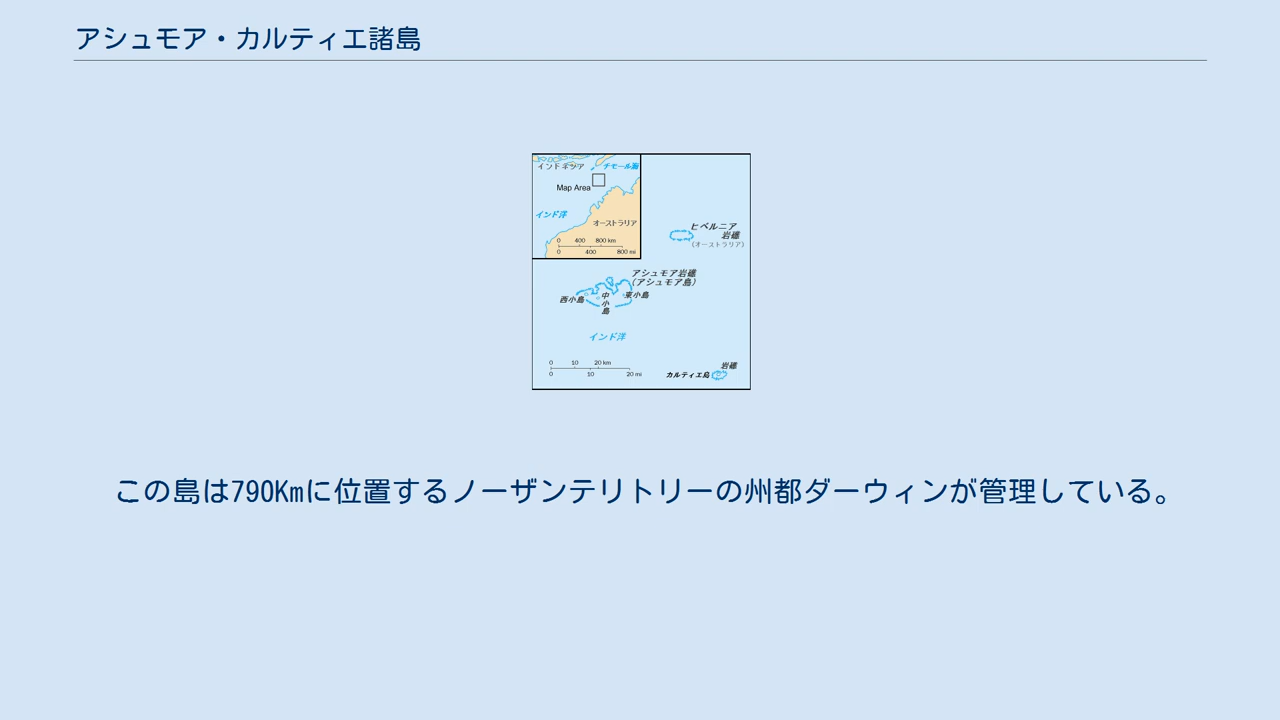 アシュモア・カルティエ諸島
インドネシア
チモール海
Map Area
インド洋
オーストラリア
0 400 800 km
0 400 800 mi
ヒベルニア
岩礁
(オーストラリア)
アシュモア岩礁
(アシュモア島)
西小島
中小島
東小島
インド洋
0 10 20 km
0 10 20 mi
岩礁
カルティエ島
この島は790Kmに位置するノーザンテリトリーの州都ダーウィンが管理している。